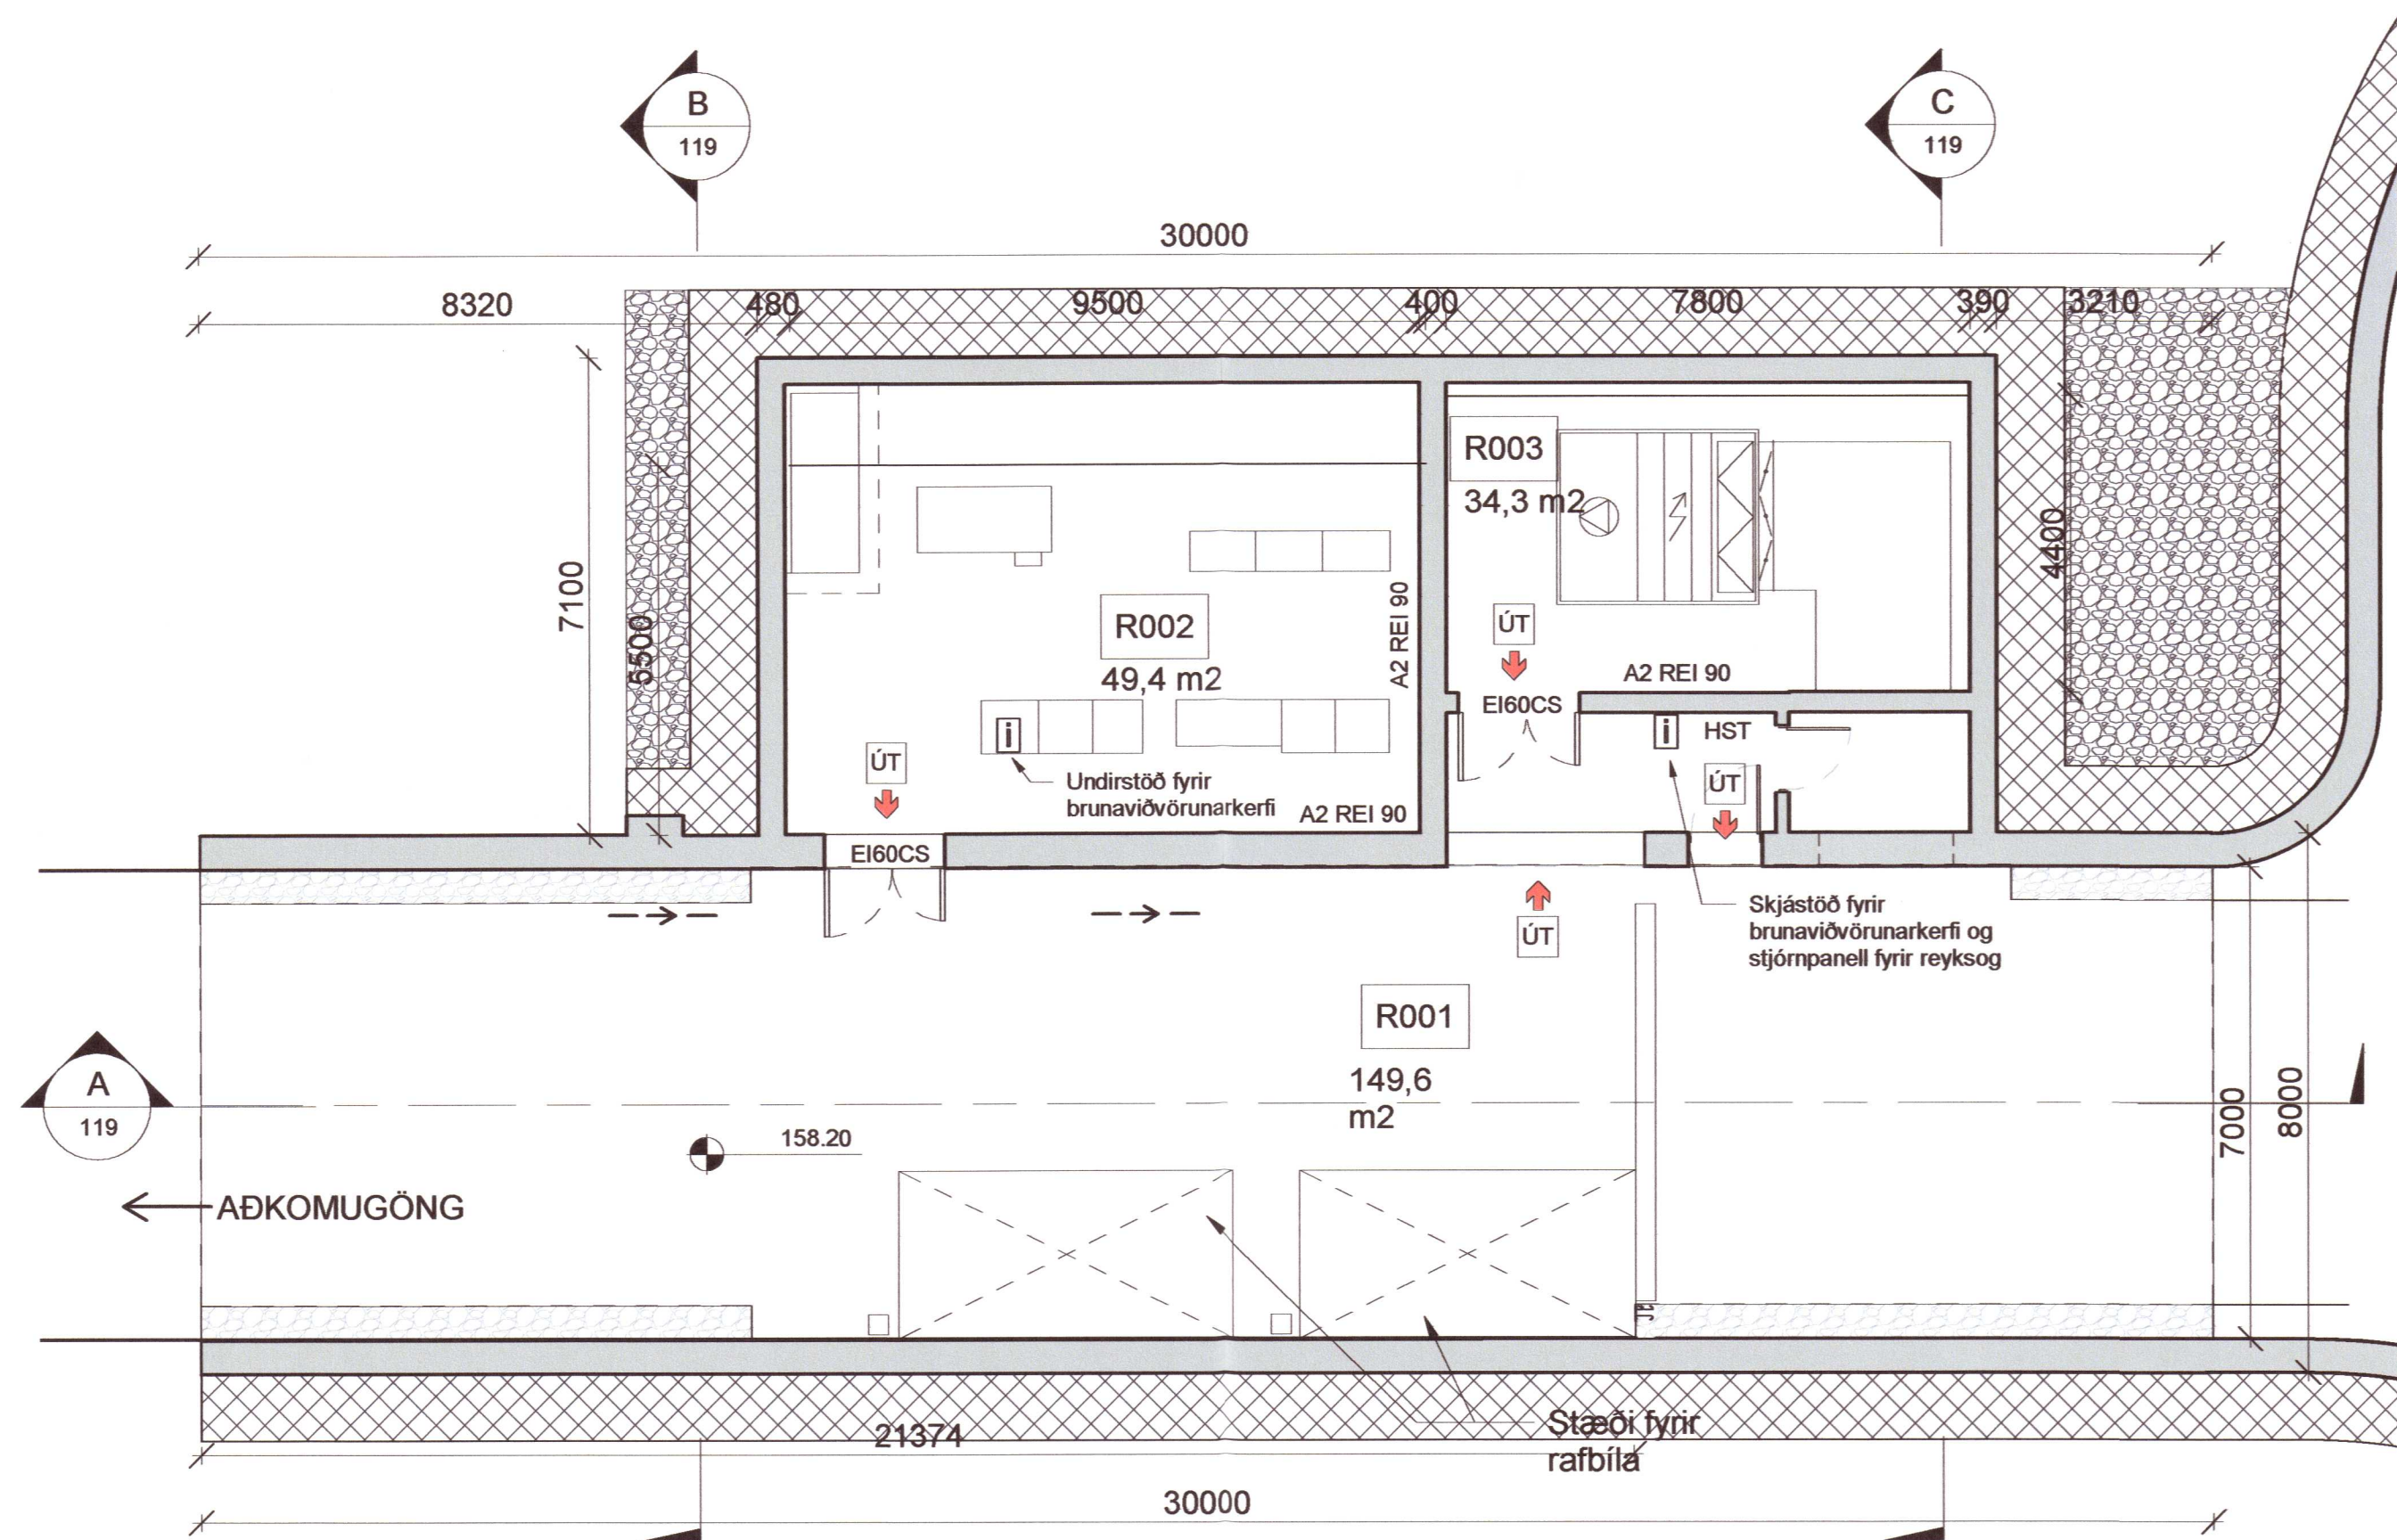 B
119
C
119
30000
8320
480
9500
400
7800
390
3210
7100
5500
4400
R003
34,3 m2
R002
49,4 m2
A2 REI 90
ÚT
A2 REI 90
EI60CS
i
HST
ÚT
i
Undirstöð fyrir
brunaviðvörunarkerfi
A2 REI 90
ÚT
EI60CS
ÚT
Skjástöð fyrir
brunaviðvörunarkerfi og
stjórnpanell fyrir reyksog
R001
149,6
m2
A
119
158.20
AÐKOMUGÖNG
7000
8000
21374
Stæði fyrir
rafbíla
30000